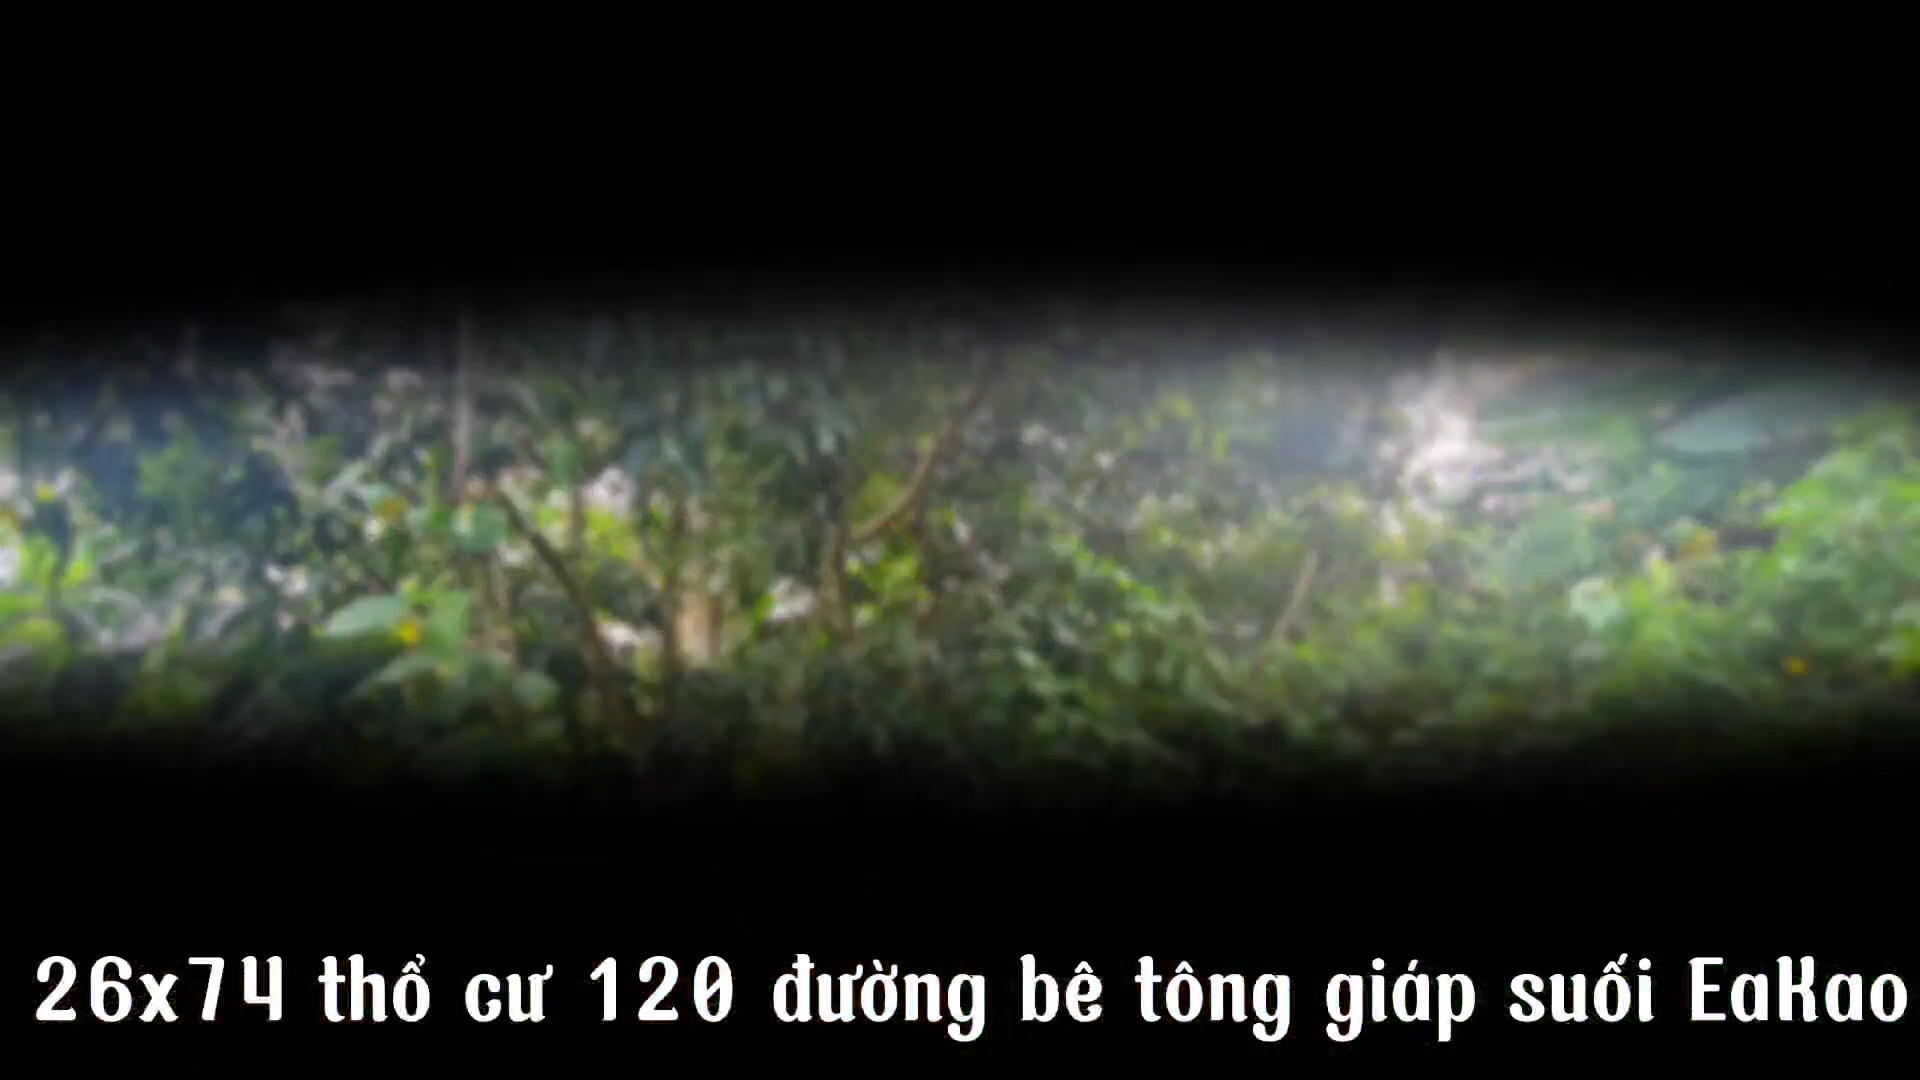 26x74 thổ cư 120 đường bê tông giáp suối EaKao